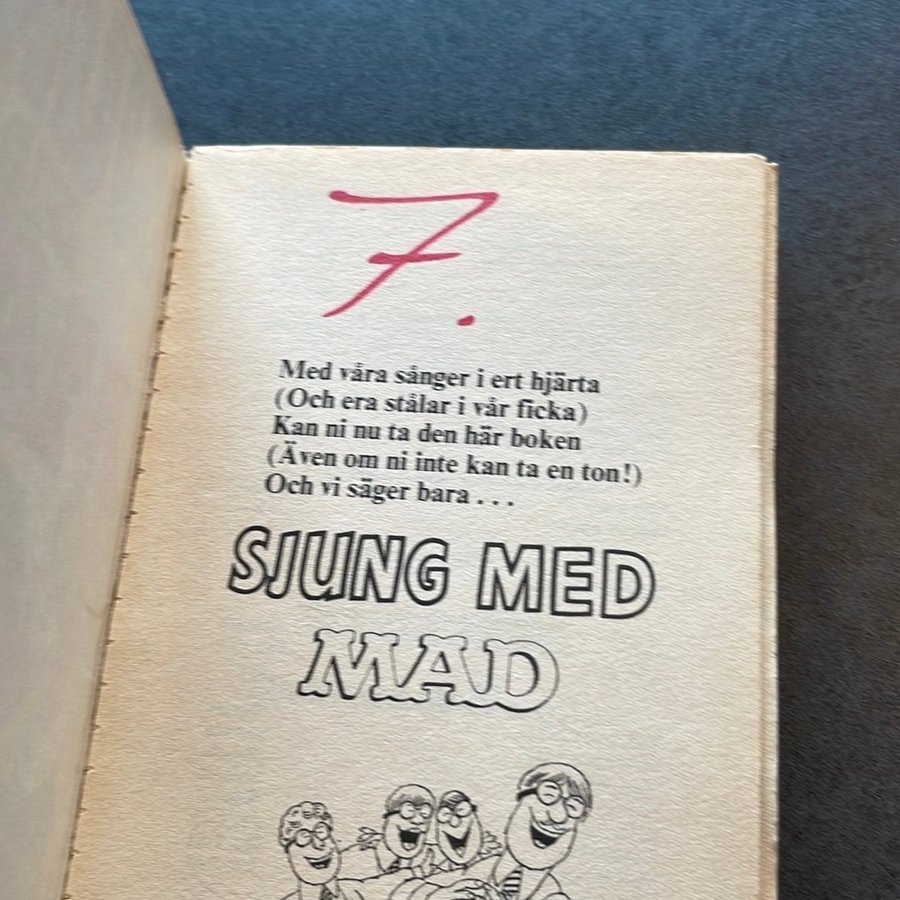 7.
Med våra sånger i ert hjärta
(Och era stålar i vår ficka)
Kan ni nu ta den här boken
(Även om ni inte kan ta en ton!)
Och vi säger bara . . .
SJUNG MED
MAD